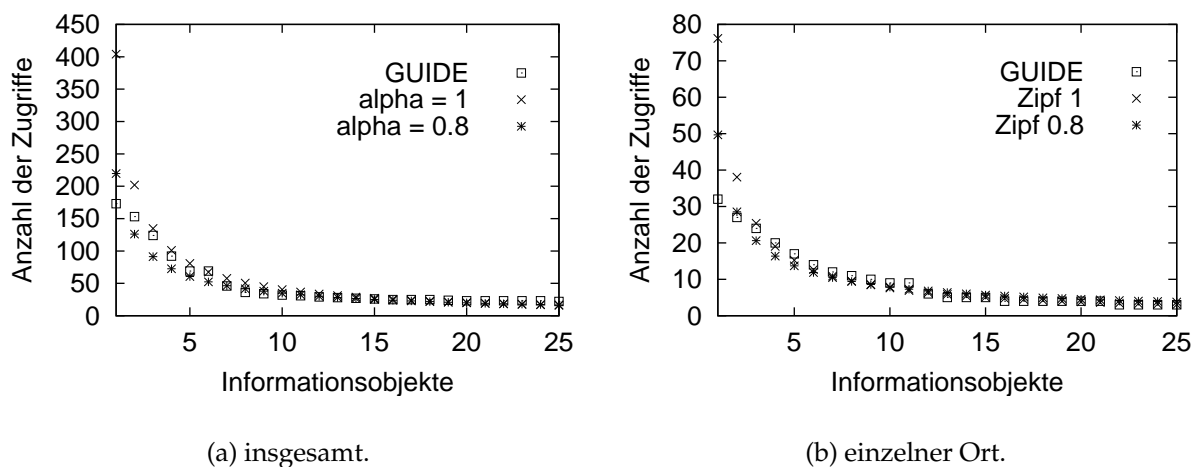 Anzahl der Zugriffe
450
400
350
300
250
200
150
100
50
0
GUIDE
alpha = 1
alpha = 0.8
5
10
15
20
25
Informationsobjekte
(a) insgesamt.
Anzahl der Zugriffe
80
70
60
50
40
30
20
10
0
GUIDE
Zipf 1
Zipf 0.8
5
10
15
20
25
Informationsobjekte
(b) einzelner Ort.